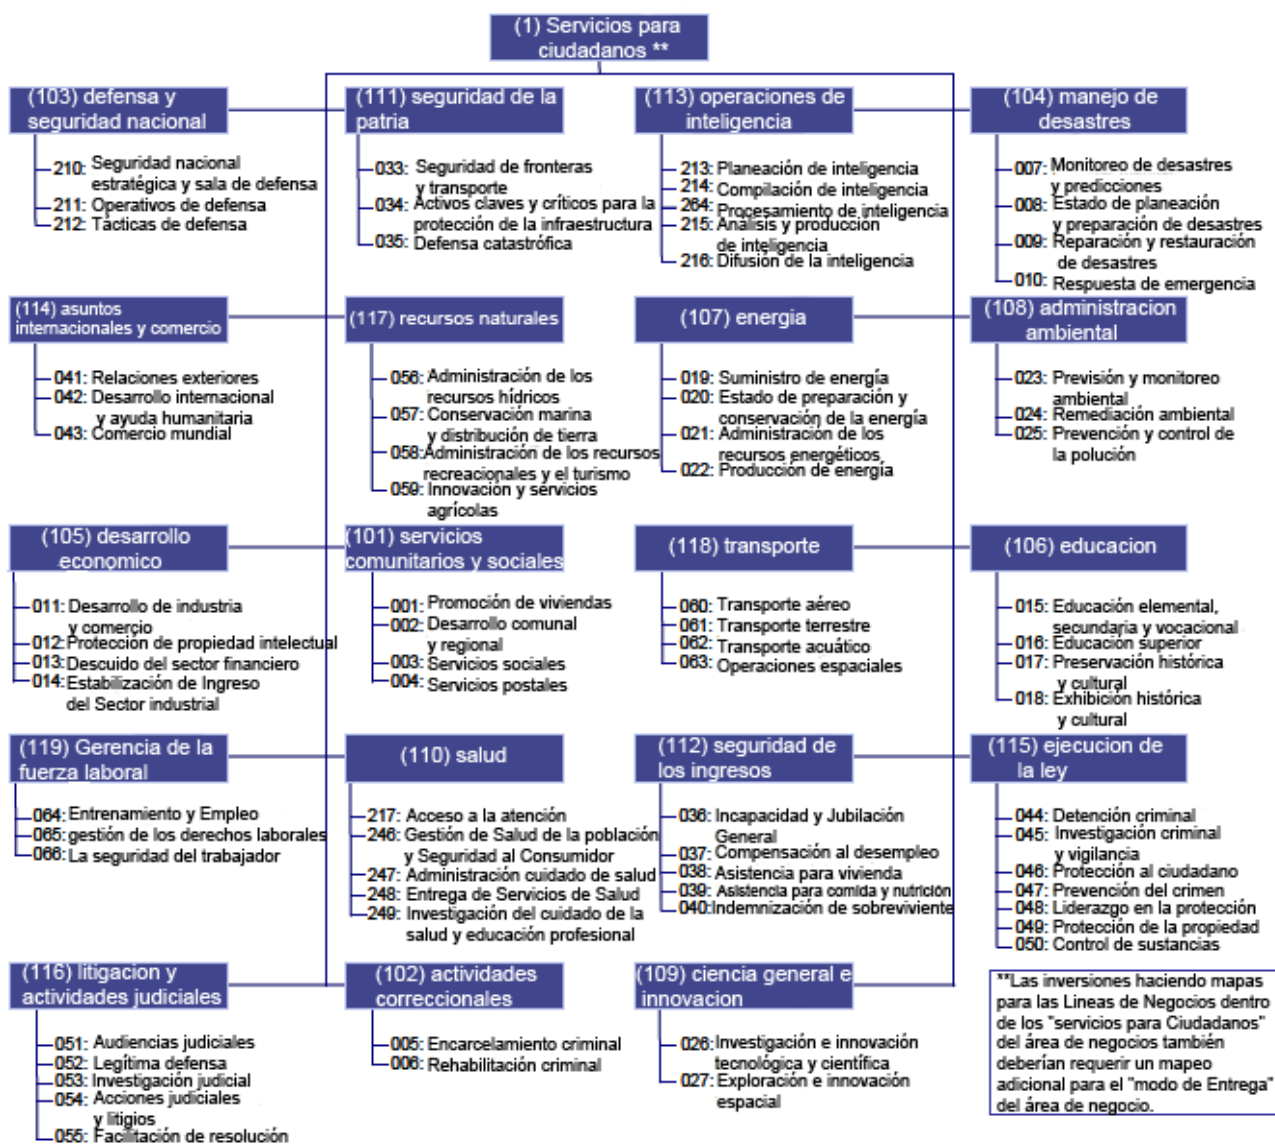 (1) Servicios para
ciudadanos **
(103) defensa y
seguridad nacional
210: Seguridad nacional
estratégica y sala de defensa
211: Operativos de defensa
212: Tácticas de defensa
(111) seguridad de la
patria
033: Seguridad de fronteras
y transporte
034: Activos claves y críticos para la
protección de la infraestructura
035: Defensa catastrófica
(113) operaciones de
inteligencia
213: Planeación de inteligencia
214: Compilación de inteligencia
264: Procesamiento de inteligencia
215: Análisis y producción
de inteligencia
216: Difusión de la inteligencia
(104) manejo de
desastres
007: Monitoreo de desastres
y predicciones
008: Estado de planeación
y preparación de desastres
009: Reparación y restauración
de desastres
010: Respuesta de emergencia
(114) asuntos
internacionales y comercio
041: Relaciones exteriores
042: Desarrollo internacional
y ayuda humanitaria
043: Comercio mundial
(117) recursos naturales
056: Administración de los
recursos hídricos
057: Conservación marina
y distribución de tierra
058: Administración de los recursos
recreacionales y el turismo
059: Innovación y servicios
agrícolas
(107) energia
019: Suministro de energía
020: Estado de preparación y
conservación de la energía
021: Administración de los
recursos energéticos
022: Producción de energía
(108) administracion
ambiental
023: Previsión y monitoreo
ambiental
024: Remediación ambiental
025: Prevención y control de
la polución
(105) desarrollo
economico
011: Desarrollo de industria
y comercio
012: Protección de propiedad intelectual
013: Descuido del sector financiero
014: Estabilización de Ingreso
del Sector industrial
(101) servicios
comunitarios y sociales
001: Promoción de viviendas
002: Desarrollo comunal
y regional
003: Servicios sociales
004: Servicios postales
(118) transporte
060: Transporte aéreo
061: Transporte terrestre
062: Transporte acuático
063: Operaciones espaciales
(106) educacion
015: Educación elemental,
secundaria y vocacional
016: Educación superior
017: Preservación histórica
y cultural
018: Exhibición histórica
y cultural
(119) Gerencia de la
fuerza laboral
064: Entrenamiento y Empleo
065: gestión de los derechos laborales
066: La seguridad del trabajador
(110) salud
217: Acceso a la atención
246: Gestión de Salud de la población
y Seguridad al Consumidor
247: Administración cuidado de salud
248: Entrega de Servicios de Salud
249: Investigación del cuidado de la
salud y educación profesional
(112) seguridad de
los ingresos
036: Incapacidad y Jubilación
General
037: Compensación al desempleo
038: Asistencia para vivienda
039: Asistencia para comida y nutrición
040: Indemnización de sobreviviente
(115) ejecucion de
la ley
044: Detención criminal
045: Investigación criminal
y vigilancia
046: Protección al ciudadano
047: Prevención del crimen
048: Liderazgo en la protección
049: Protección de la propiedad
050: Control de sustancias
(116) litigacion y
actividades judiciales
051: Audiencias judiciales
052: Legítima defensa
053: Investigación judicial
054: Acciones judiciales
y litigios
055: Facilitación de resolución
(102) actividades
correccionales
005: Encarcelamiento criminal
006: Rehabilitación criminal
(109) ciencia general e
innovacion
026: Investigación e innovación
tecnológica y científica
027: Exploración e innovación
espacial
**Las inversiones haciendo mapas
para las Lineas de Negocios dentro
de los "servicios para Ciudadanos"
del área de negocios también
deberían requerir un mapeo
adicional para el "modo de Entrega"
del área de negocio.